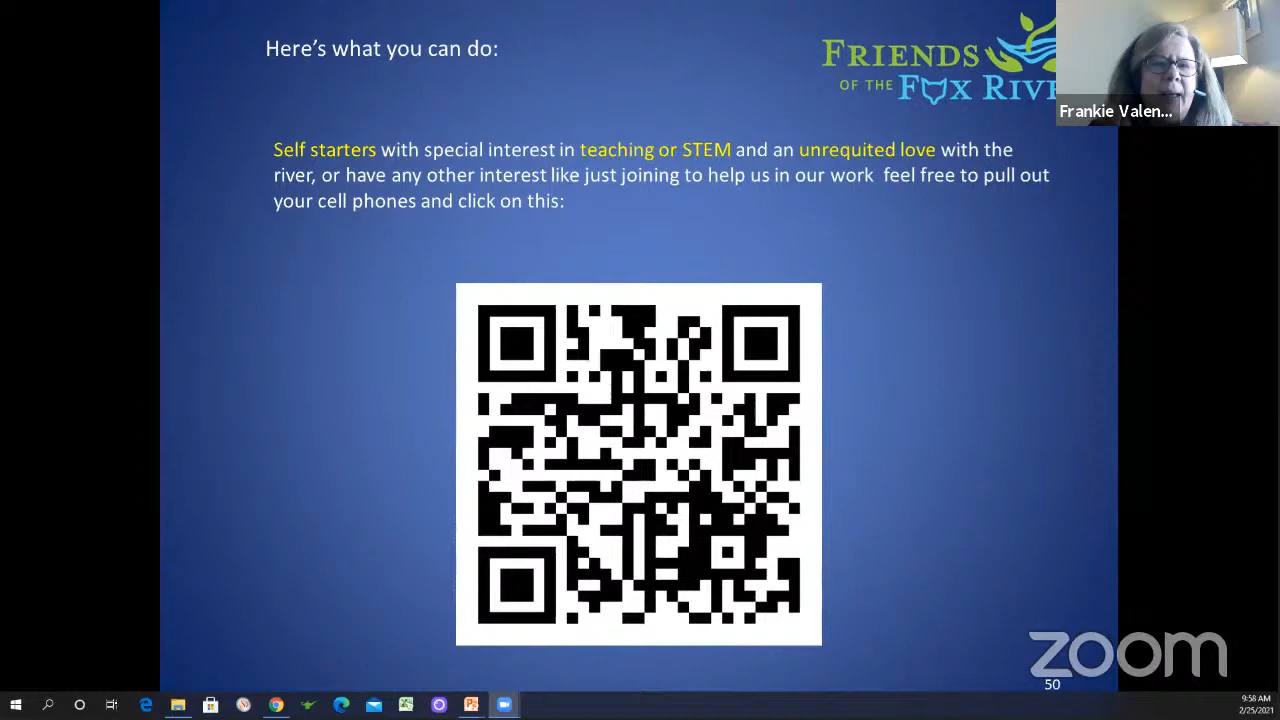 Here's what you can do:
FRIENDS
OF THE FOX RIVE
Frankie Valen...
Self starters with special interest in teaching or STEM and an unrequited love with the
river, or have any other interest like just joining to help us in our work feel free to pull out
your cell phones and click on this:
zoom
50
9:58 AM
2/25/2021